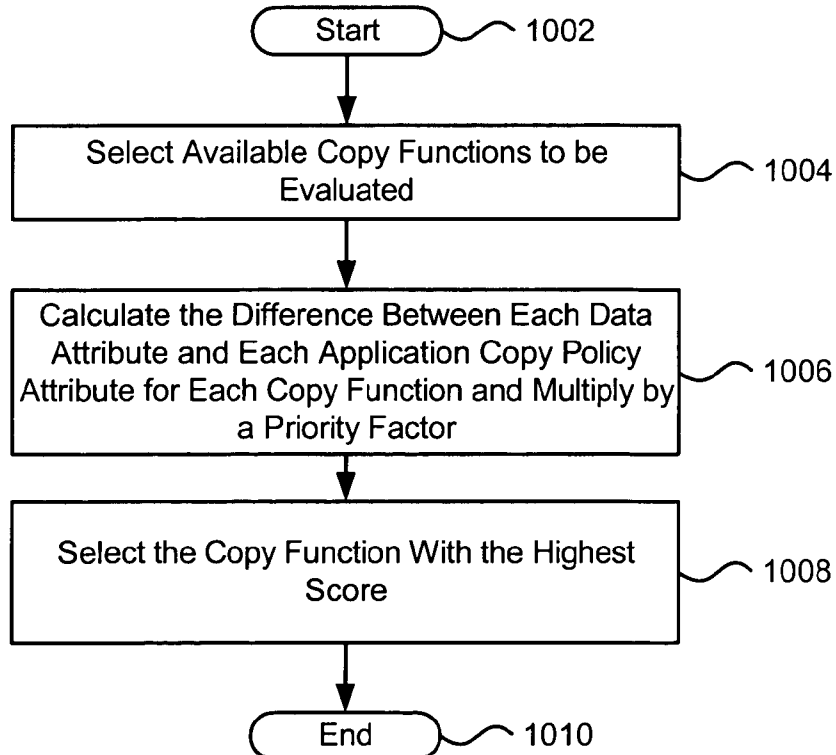 Start
1002
Select Available Copy Functions to be
Evaluated
1004
Calculate the Difference Between Each Data
Attribute and Each Application Copy Policy
Attribute for Each Copy Function and Multiply by
a Priority Factor
1006
Select the Copy Function With the Highest
Score
1008
End
1010